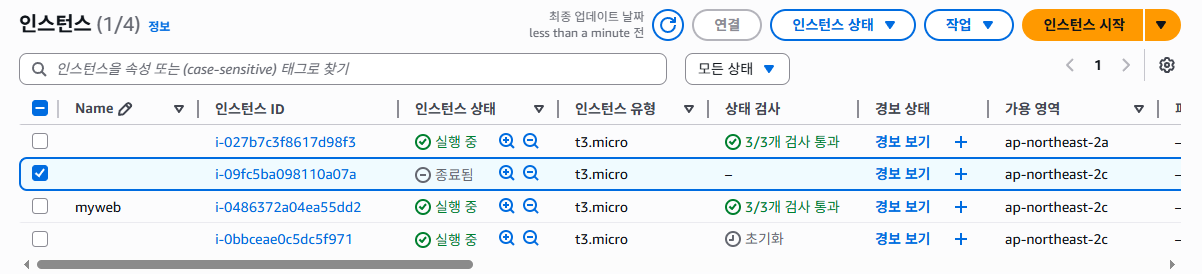 인스턴스 (1/4) 정보
최종 업데이트 날짜
less than a minute 전
연결
인스턴스 상태
작업
인스턴스 시작
인스턴스을 속성 또는 (case-sensitive) 태그로 찾기
모든 상태
1
Name 인스턴스 ID 인스턴스 상태 인스턴스 유형 상태 검사 경보 상태 가용 영역
i-027b7c3f8617d98f3 실행 중 t3.micro 3/3개 검사 통과 경보 보기 + ap-northeast-2a –
i-09fc5ba098110a07a 종료됨 t3.micro – 경보 보기 + ap-northeast-2c –
myweb i-0486372a04ea55dd2 실행 중 t3.micro 3/3개 검사 통과 경보 보기 + ap-northeast-2c –
i-0bbceae0c5dc5f971 실행 중 t3.micro 초기화 경보 보기 + ap-northeast-2c –